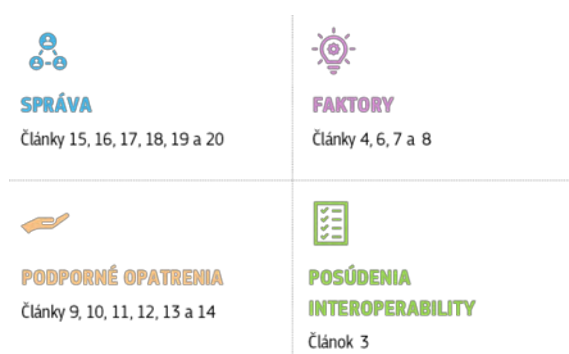 SPRÁVA
Články 15, 16, 17, 18, 19 a 20
FAKTORY
Články 4, 6, 7 a 8
PODPORNÉ OPATRENIA
Články 9, 10, 11, 12, 13 a 14
POSÚDENIA
INTEROPERABILITY
Článok 3